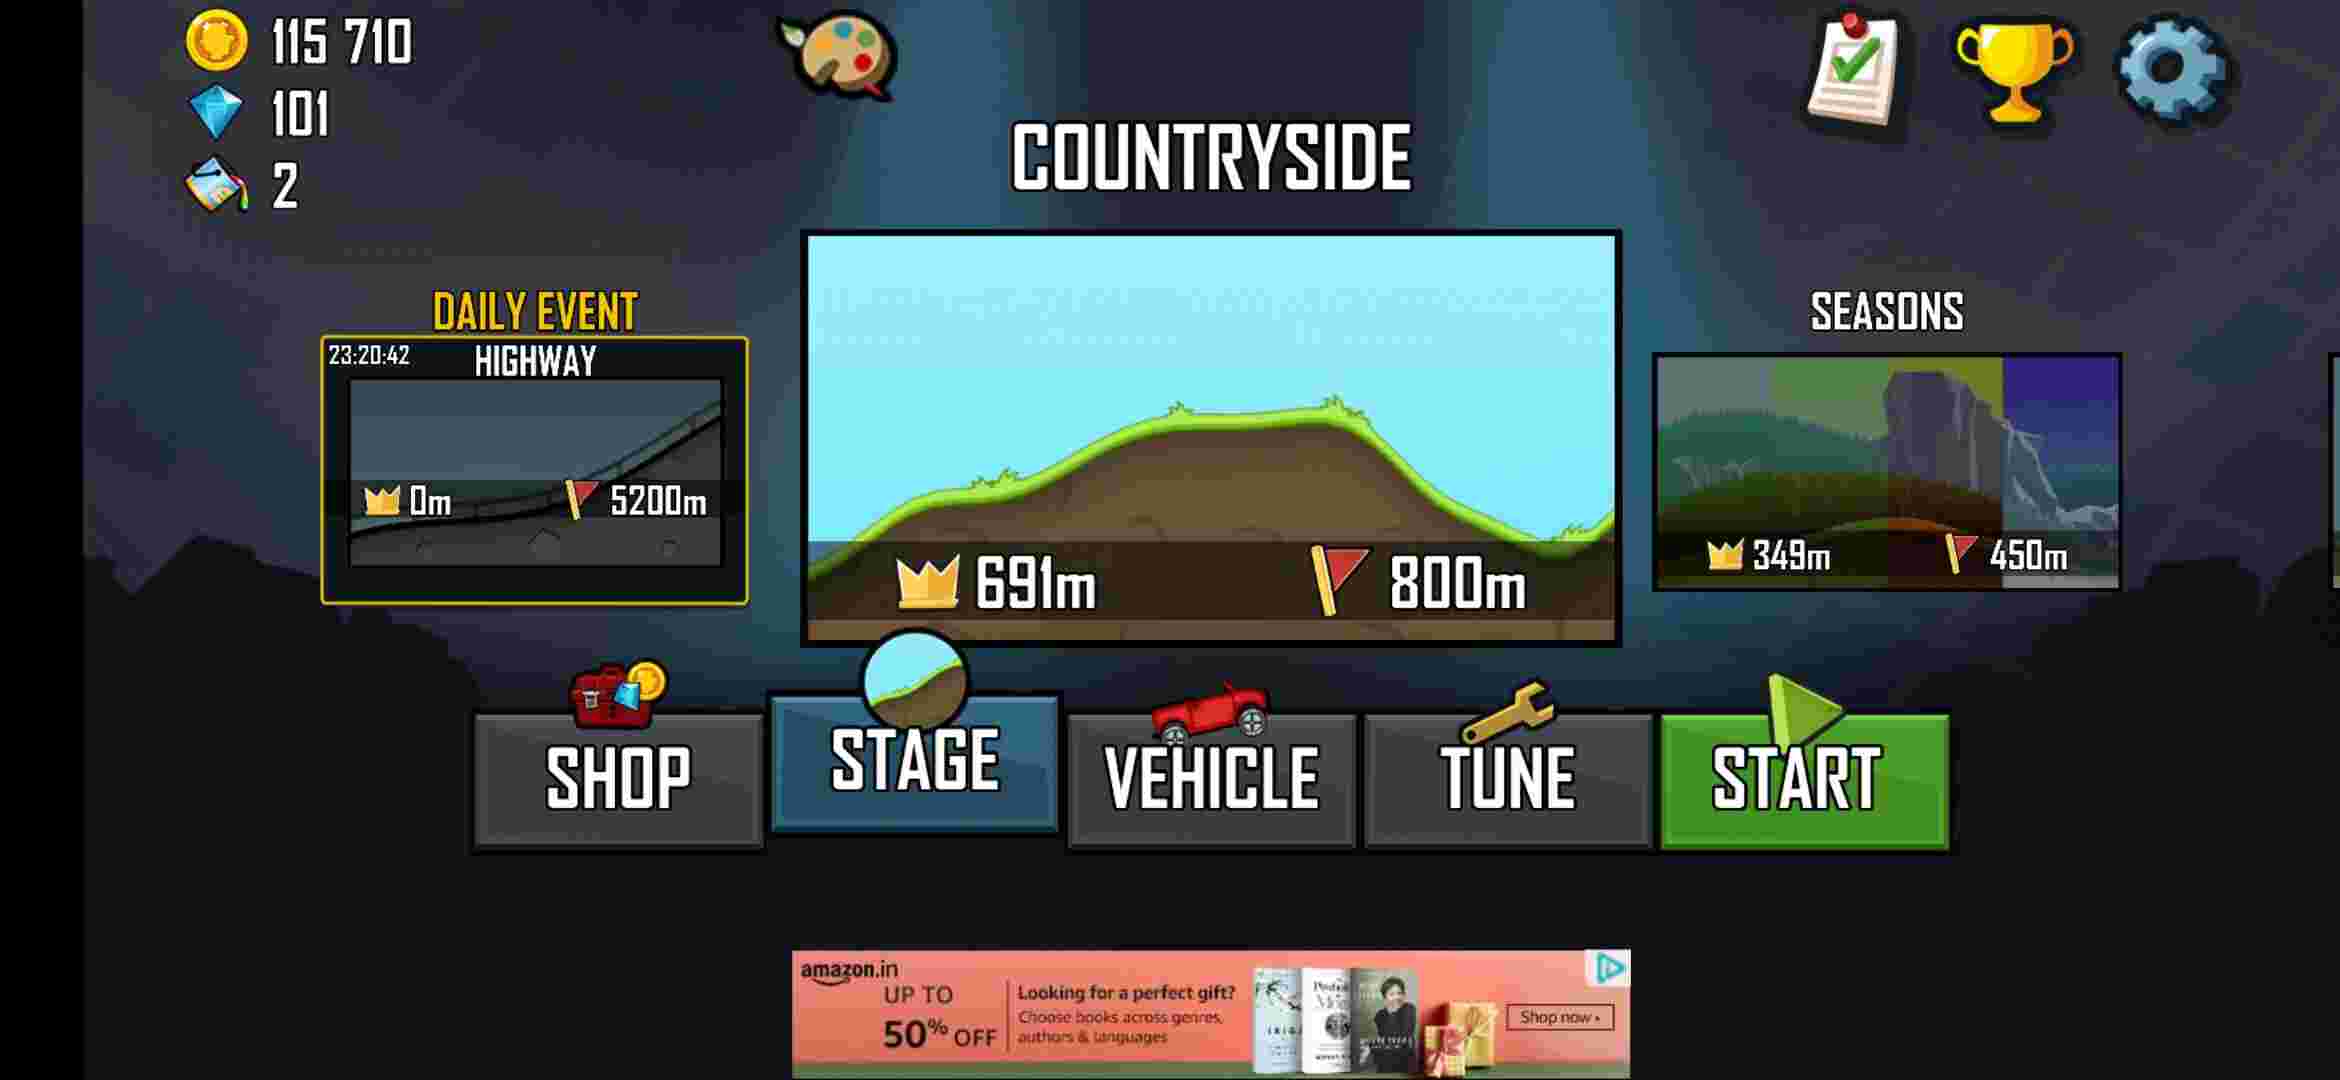 115 710
101
2
COUNTRYSIDE
DAILY EVENT
23:20:42 HIGHWAY
0m 5200m
691m 800m
SEASONS
349m 450m
SHOP
STAGE
VEHICLE
TUNE
START
amazon.in
UP TO
50% OFF
Looking for a perfect gift?
Choose books across genres,
authors & languages
Shop now